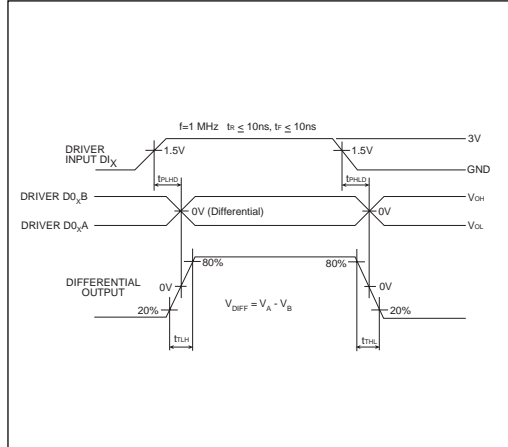 f=1 MHz tR ≤ 10ns, tF ≤ 10ns
3V
DRIVER
INPUT DIX
1.5V
1.5V
GND
tPLHD
tPHLD
DRIVER D0XB
VOH
0V (Differential)
0V
DRIVER D0XA
VOL
80%
80%
DIFFERENTIAL
OUTPUT
0V
0V
VDIFF = VA - VB
20%
20%
tTLH
tTHL